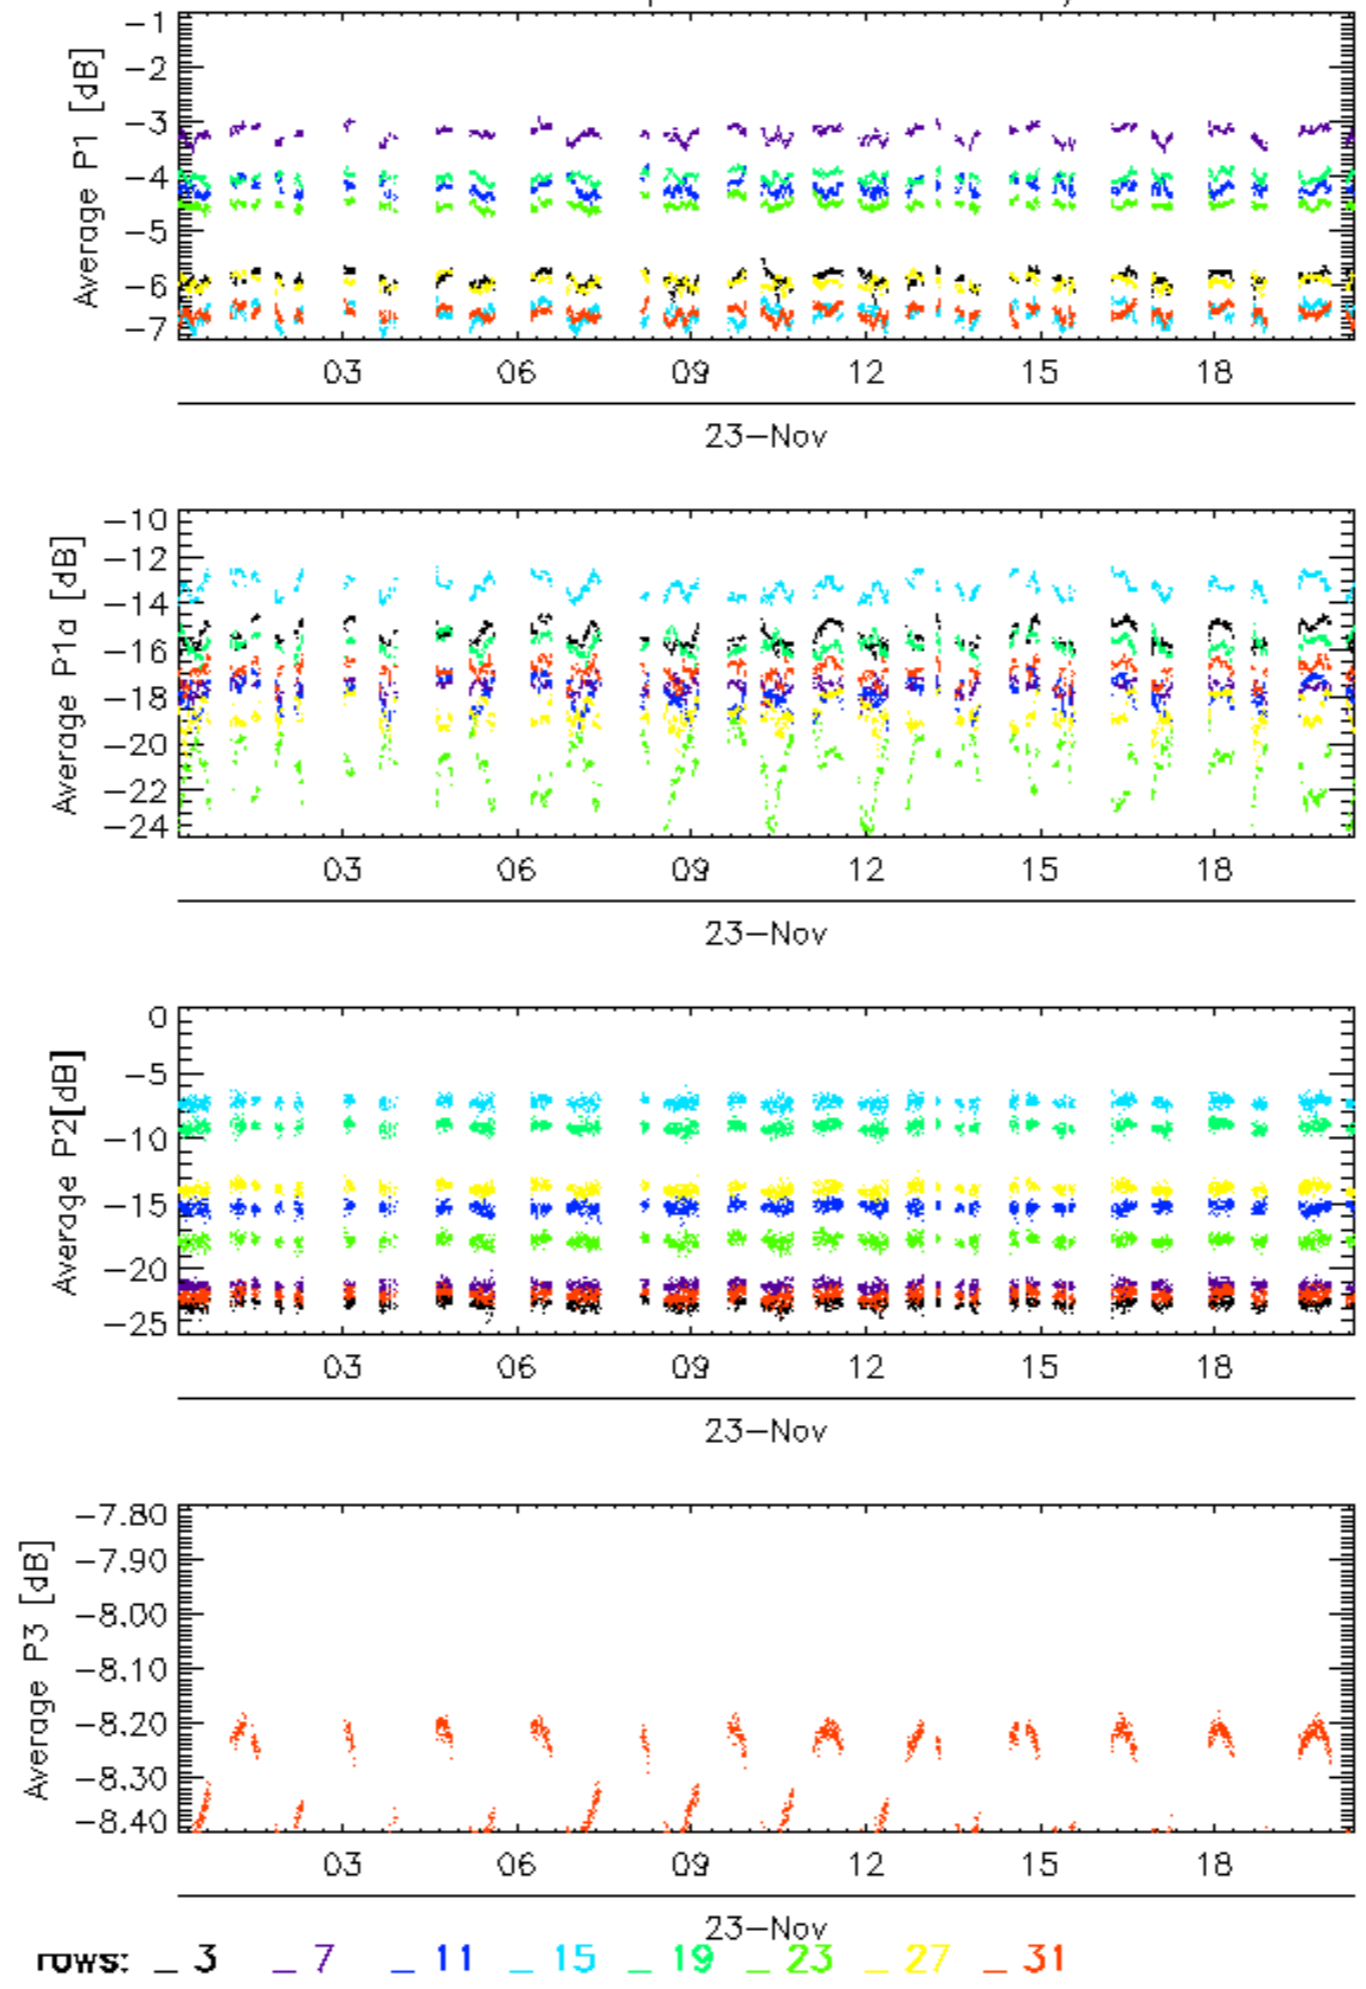 Average P1 [dB]
-1
-2
-3
-4
-5
-6
-7
03 06 09 12 15 18
23-Nov
Average P1a [dB]
-10
-12
-14
-16
-18
-20
-22
-24
03 06 09 12 15 18
23-Nov
Average P2[dB]
0
-5
-10
-15
-20
-25
03 06 09 12 15 18
23-Nov
Average P3 [dB]
-7.80
-7.90
-8.00
-8.10
-8.20
-8.30
-8.40
03 06 09 12 15 18
23-Nov
rows: _ 3 _ 7 _ 11 _ 15 _ 19 _ 23 _ 27 _ 31